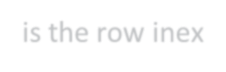 is the row inex